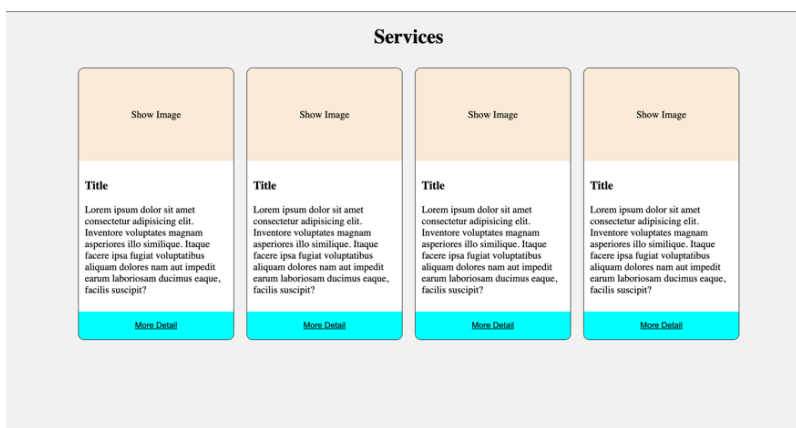 Services
Show Image
Show Image
Show Image
Show Image
Title
Lorem ipsum dolor sit amet
consectetur adipisicing elit.
Inventore voluptates magnam
asperiores illo similique. Itaque
facere ipsa fugiat voluptatibus
aliquam dolores nam aut impedit
earum laboriosam ducimus eaque,
facilis suscipit?
More Detail
Title
Lorem ipsum dolor sit amet
consectetur adipisicing elit.
Inventore voluptates magnam
asperiores illo similique. Itaque
facere ipsa fugiat voluptatibus
aliquam dolores nam aut impedit
earum laboriosam ducimus eaque,
facilis suscipit?
More Detail
Title
Lorem ipsum dolor sit amet
consectetur adipisicing elit.
Inventore voluptates magnam
asperiores illo similique. Itaque
facere ipsa fugiat voluptatibus
aliquam dolores nam aut impedit
earum laboriosam ducimus eaque,
facilis suscipit?
More Detail
Title
Lorem ipsum dolor sit amet
consectetur adipisicing elit.
Inventore voluptates magnam
asperiores illo similique. Itaque
facere ipsa fugiat voluptatibus
aliquam dolores nam aut impedit
earum laboriosam ducimus eaque,
facilis suscipit?
More Detail